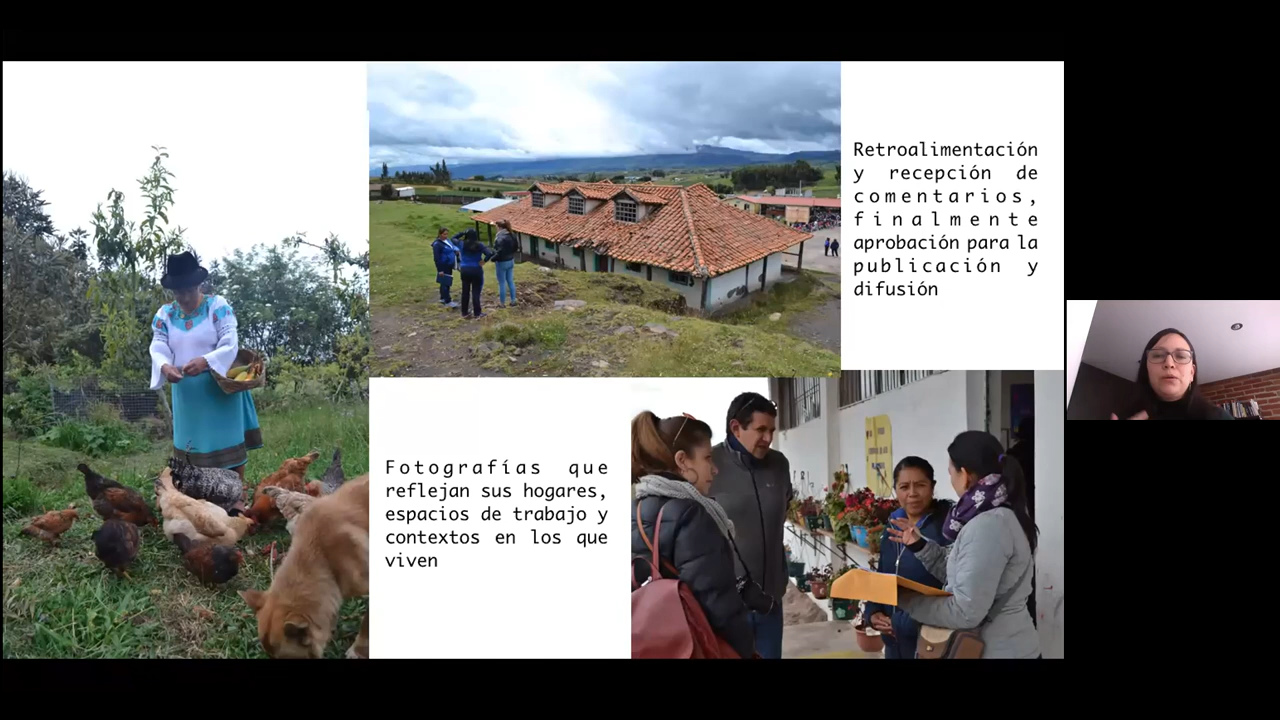 Retroalimentación
y recepción de
comentarios,
finalmente
aprobación para la
publicación y
difusión
Fotografías que
reflejan sus hogares,
espacios de trabajo y
contextos en los que
viven